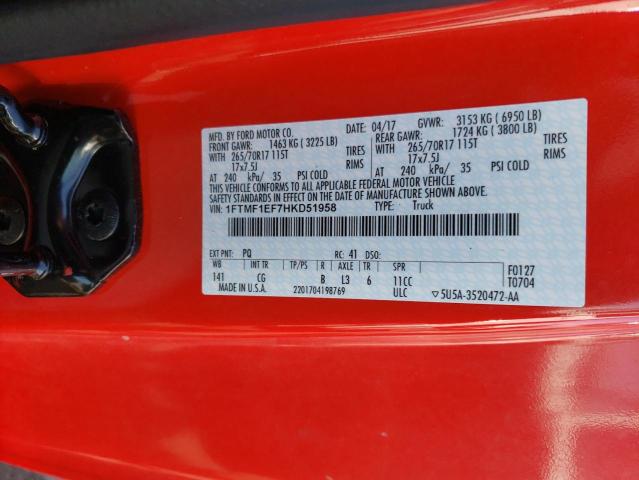 MFD. BY FORD MOTOR CO. 04/17 GVWR: 3153 KG ( 6950 LB)
FRONT GAWR: 1463 KG ( 3225 LB) REAR GAWR: 1724 KG ( 3800 LB)
WITH 265/70R17 115T TIRES WITH 265/70R17 115T TIRES
17x7.5J RIMS 17x7.5J RIMS
AT 240 kPa/ 35 PSI COLD AT 240 kPa/ 35 PSI COLD
THIS VEHICLE CONFORMS TO ALL APPLICABLE FEDERAL MOTOR VEHICLE
SAFETY STANDARDS IN EFFECT ON THE DATE OF MANUFACTURE SHOWN ABOVE.
VIN: 1FTMF1EF7HKD51958 TYPE: Truck
EXT PNT: PQ RC: 41 DSO:
WB TP/PS R AXLE TR SPR F0127
141 CG B L3 6 11CC T0704
MADE IN U.S.A. 2201704198769 ULC ▽5U5A-3520472-AA